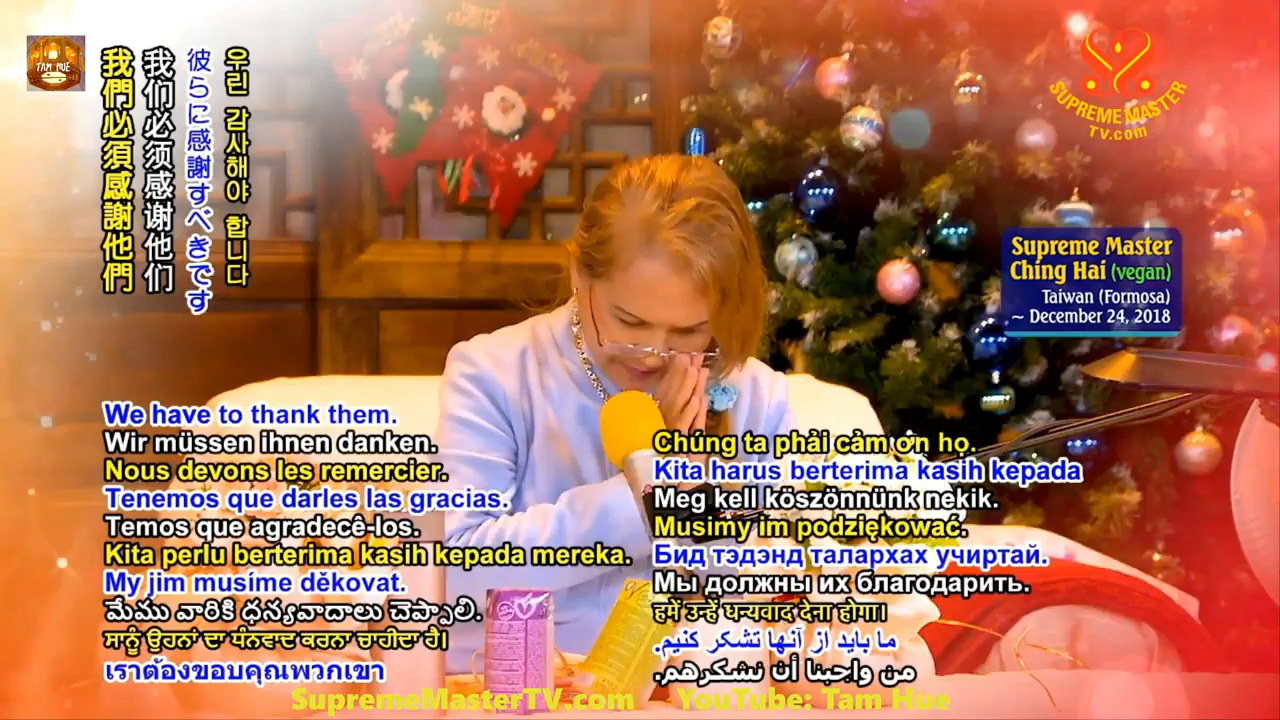 TAM HUE
我們必須感謝他們
我们必须感谢他们
彼らに感謝すべきです
우린 감사해야 합니다
SUPREME MASTER
TV.com
Supreme Master
Ching Hai (vegan)
Taiwan (Formosa)
~ December 24, 2018
We have to thank them.
Wir müssen ihnen danken.
Nous devons les remercier.
Tenemos que darles las gracias.
Temos que agradecê-los.
Kita perlu berterima kasih kepada mereka.
My jim musíme děkovat.
మేము వారికి ధన్యవాదాలు చెప్పాలి.
ਸਾਨੂੰ ਉਹਨਾਂ ਦਾ ਧੰਨਵਾਦ ਕਰਨਾ ਚਾਹੀਦਾ ਹੈ।
เราต้องขอบคุณพวกเขา
Chúng ta phải cảm ơn họ.
Kita harus berterima kasih kepada
Meg kell köszönnünk nekik.
Musimy im podziękować.
Бид тэдэнд талархах учиртай.
Мы должны их благодарить.
हमें उन्हें धन्यवाद देना होगा।
ما باید از آنها تشکر کنیم.
من واجبنا أن نشكرهم.
SupremeMasterTV.com
YouTube: Tam Hue